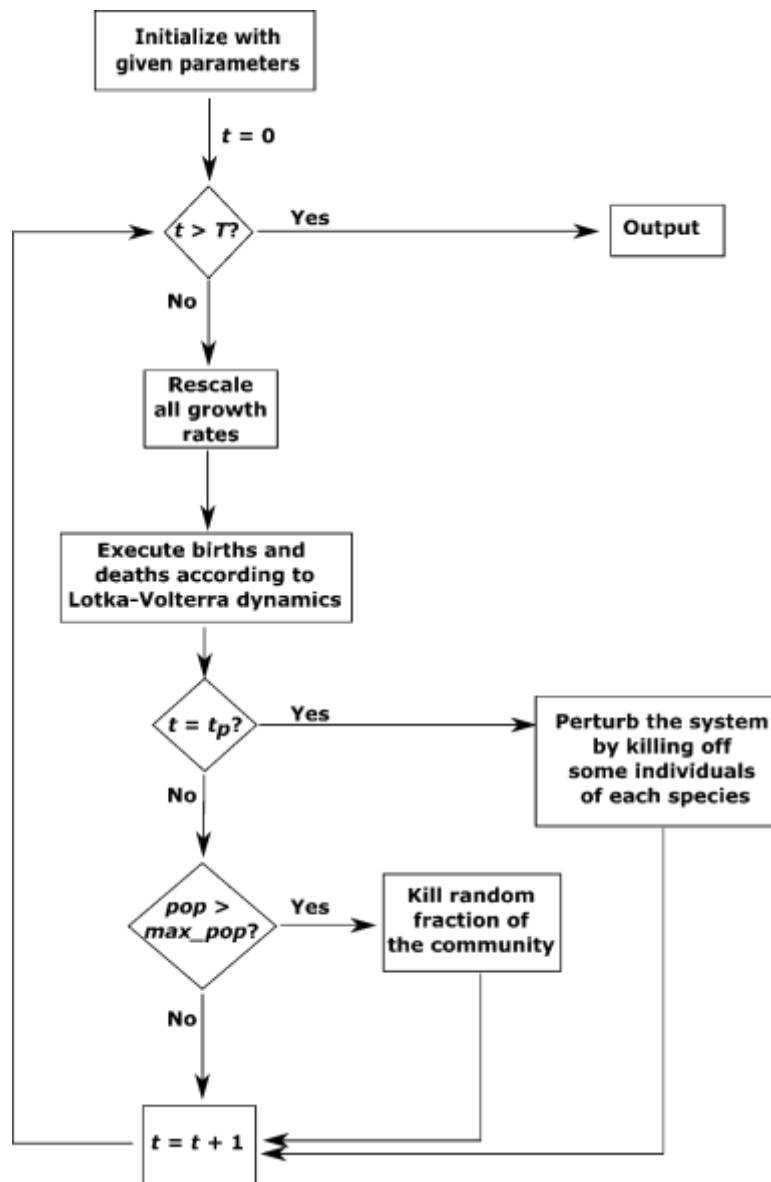 Initialize with
given parameters
t = 0
t > T?
Yes
Output
No
Rescale
all growth
rates
Execute births and
deaths according to
Lotka-Volterra dynamics
t = tp?
Yes
Perturb the system
by killing off
some individuals
of each species
No
pop >
max_pop?
Yes
Kill random
fraction of
the community
No
t = t + 1